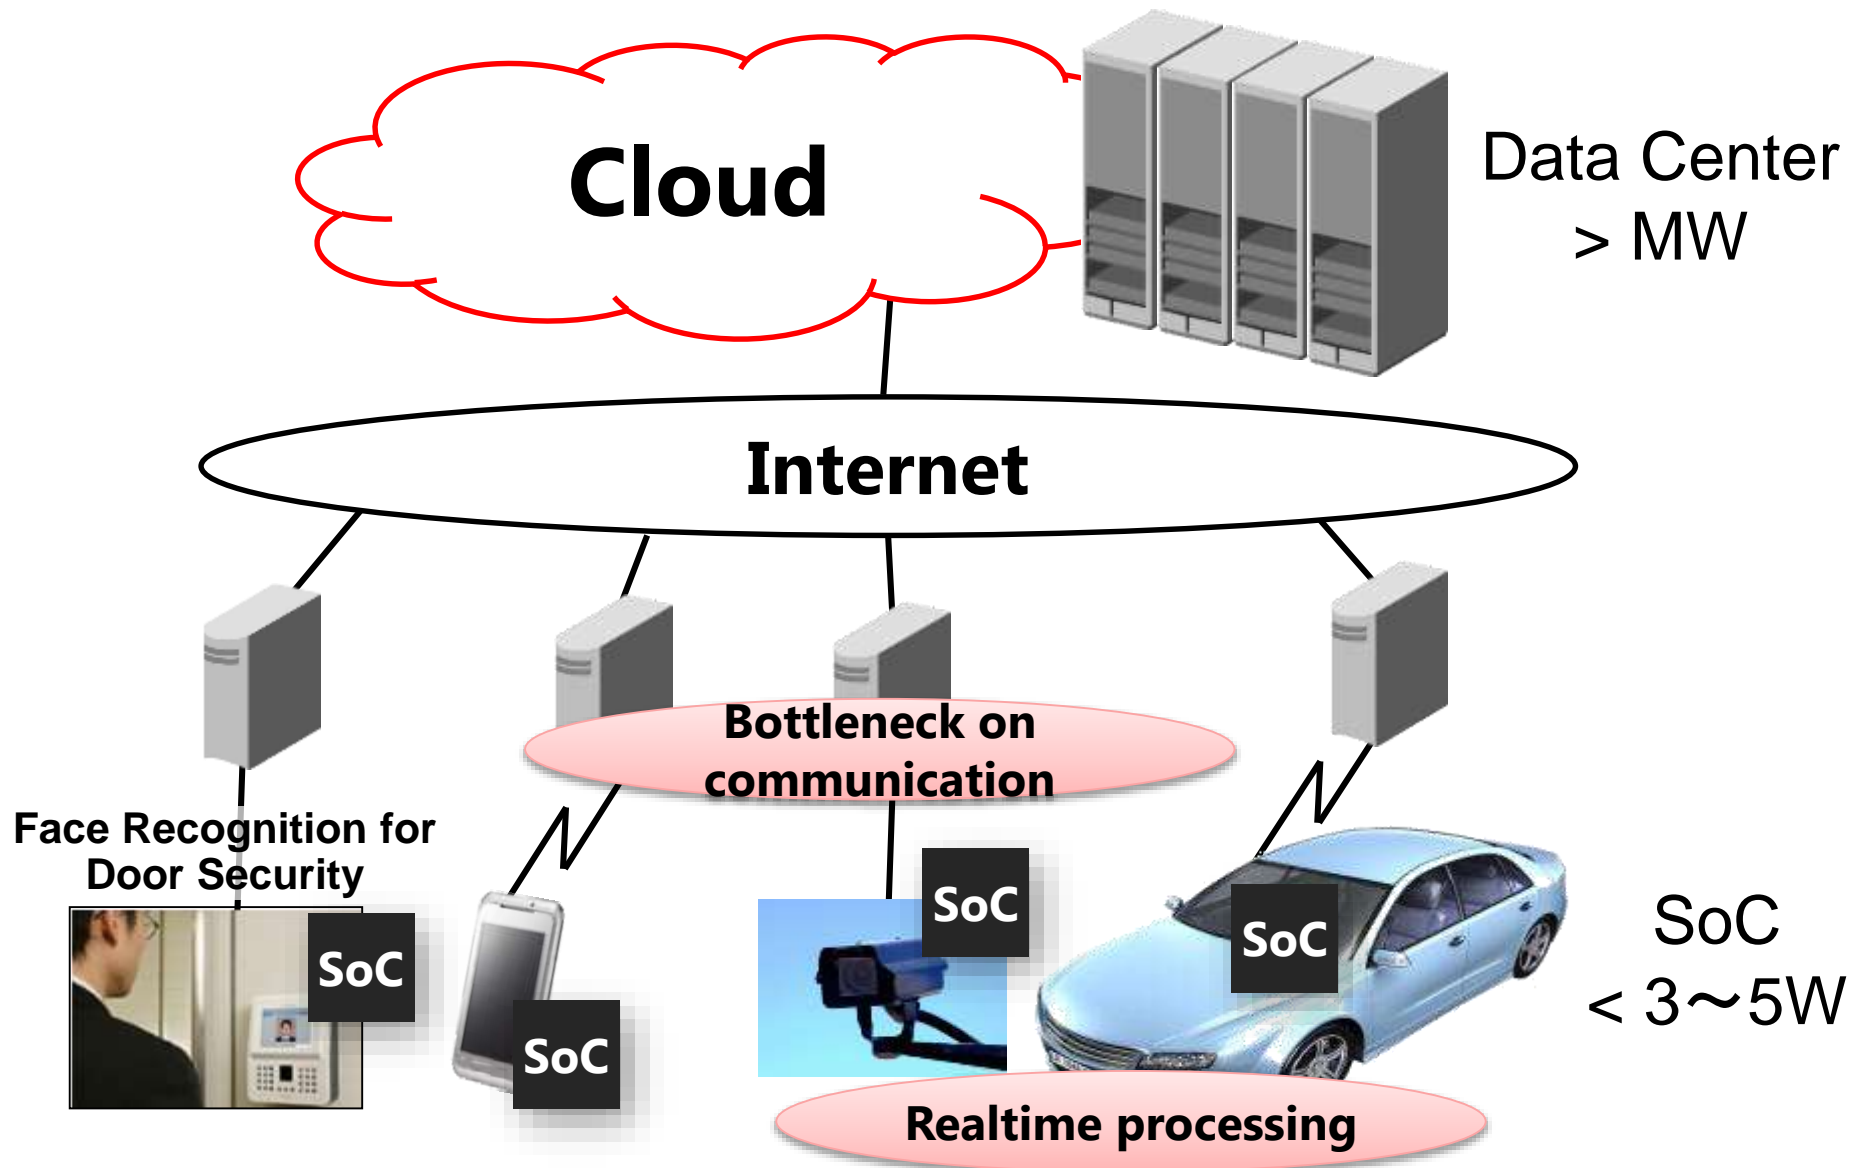 Cloud
Data Center
> MW
Internet
Bottleneck on
communication
Face Recognition for
Door Security
SoC
SoC
SoC
SoC
SoC
< 3～5W
Realtime processing